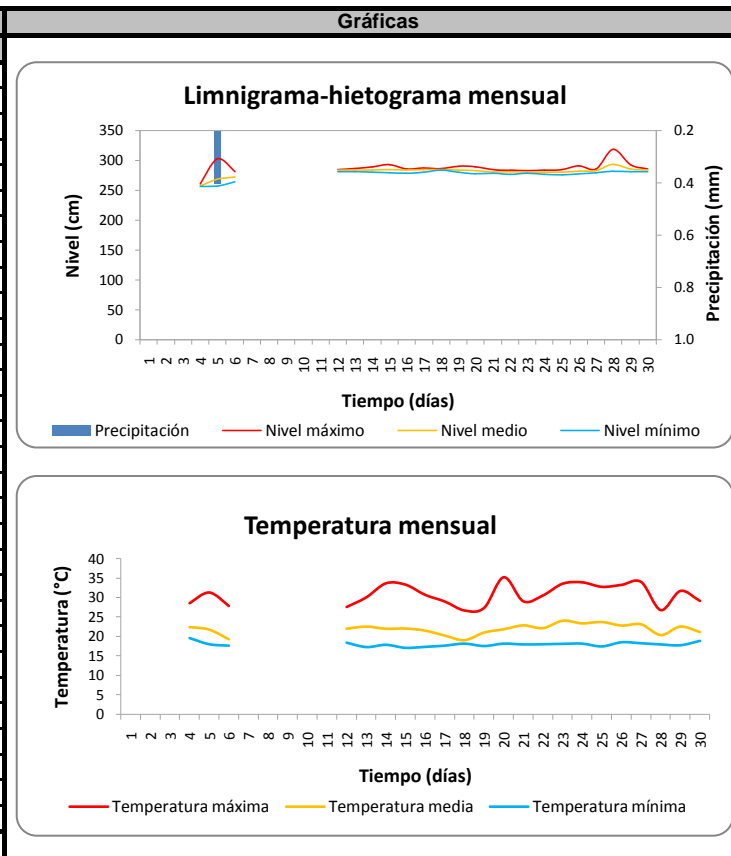 Gráficas
Limnigrama-hietograma mensual
350
300
250
200
150
100
50
0
Nivel (cm)
0.2
0.4
0.6
0.8
1.0
Precipitación (mm)
1 2 3 4 5 6 7 8 9 10 11 12 13 14 15 16 17 18 19 20 21 22 23 24 25 26 27 28 29 30
Tiempo (días)
Precipitación Nivel máximo Nivel medio Nivel mínimo
Temperatura mensual
40
35
30
25
20
15
10
5
0
Temperatura (°C)
1 2 3 4 5 6 7 8 9 10 11 12 13 14 15 16 17 18 19 20 21 22 23 24 25 26 27 28 29 30
Tiempo (días)
Temperatura máxima Temperatura media Temperatura mínima